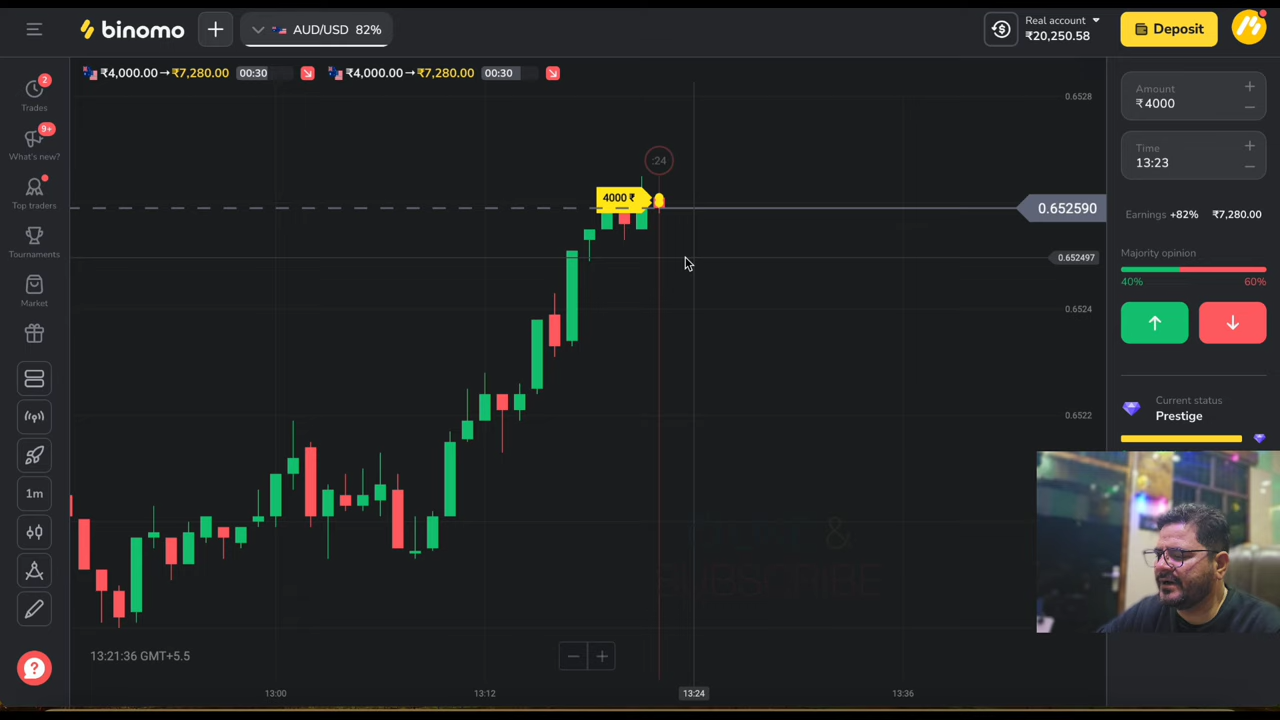 binomo
+
AUD/USD 82%
Real account
₹20,250.58
Deposit
₹4,000.00→₹7,280.00 00:30
₹4,000.00→₹7,280.00 00:30
2
Trades
9+
What's new?
Top traders
Tournaments
Market
1m
?
:24
4000 ₹
0.6528
0.652590
0.652497
0.6524
0.6522
Amount
₹4000
+
−
Time
13:23
+
−
Earnings +82% ₹7,280.00
Majority opinion
40% 60%
Current status
Prestige
&
SUBSCRIBE
13:21:36 GMT+5.5
− +
13:00 13:12 13:24 13:36